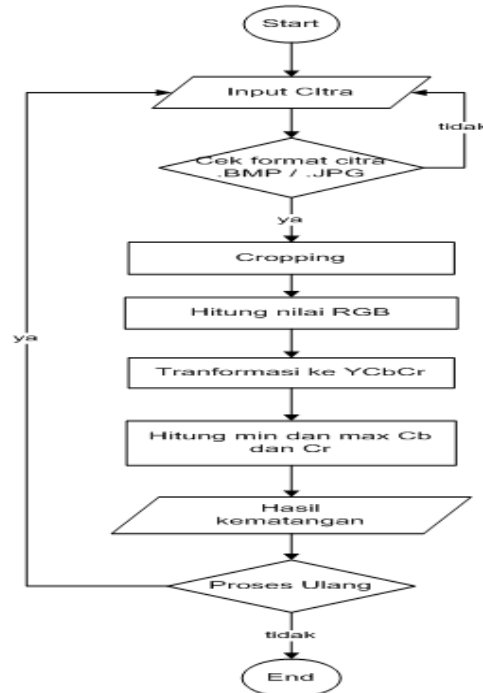 Start
Input CItra
tidak
Cek format citra
.BMP / .JPG
ya
Cropping
Hitung nilai RGB
ya
Tranformasi ke YCbCr
Hitung min dan max Cb
dan Cr
Hasil
kematangan
Proses Ulang
tidak
End